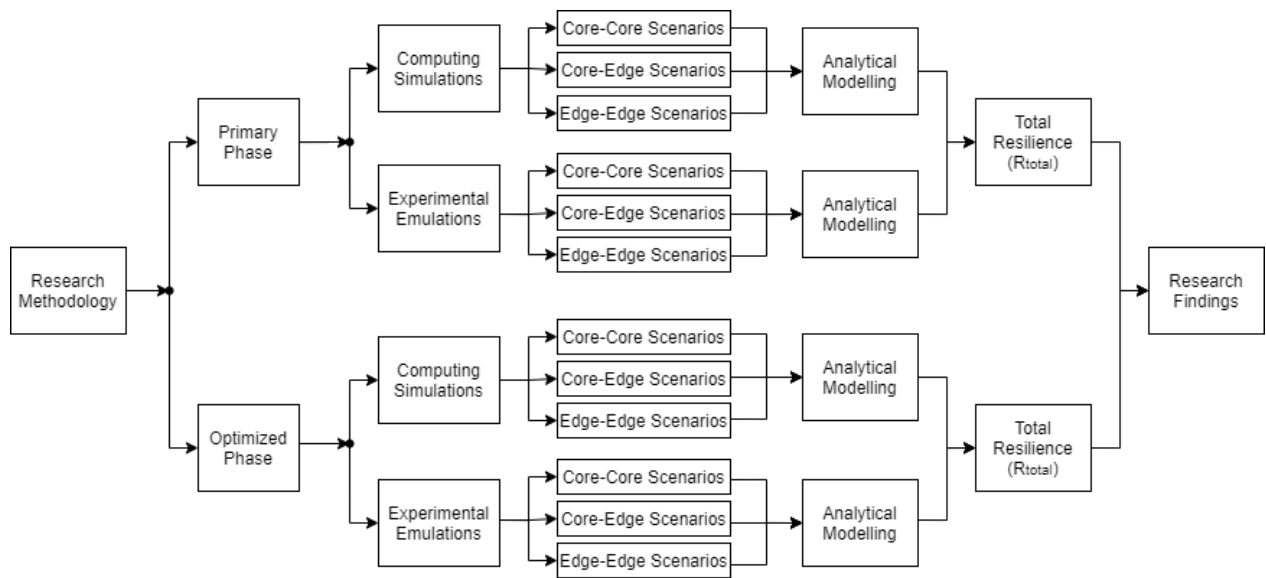 Research
Methodology
Primary
Phase
Optimized
Phase
Computing
Simulations
Experimental
Emulations
Computing
Simulations
Experimental
Emulations
Core-Core Scenarios
Core-Edge Scenarios
Edge-Edge Scenarios
Core-Core Scenarios
Core-Edge Scenarios
Edge-Edge Scenarios
Core-Core Scenarios
Core-Edge Scenarios
Edge-Edge Scenarios
Core-Core Scenarios
Core-Edge Scenarios
Edge-Edge Scenarios
Analytical
Modelling
Analytical
Modelling
Analytical
Modelling
Analytical
Modelling
Total
Resilience
(Rtotal)
Total
Resilience
(Rtotal)
Research
Findings